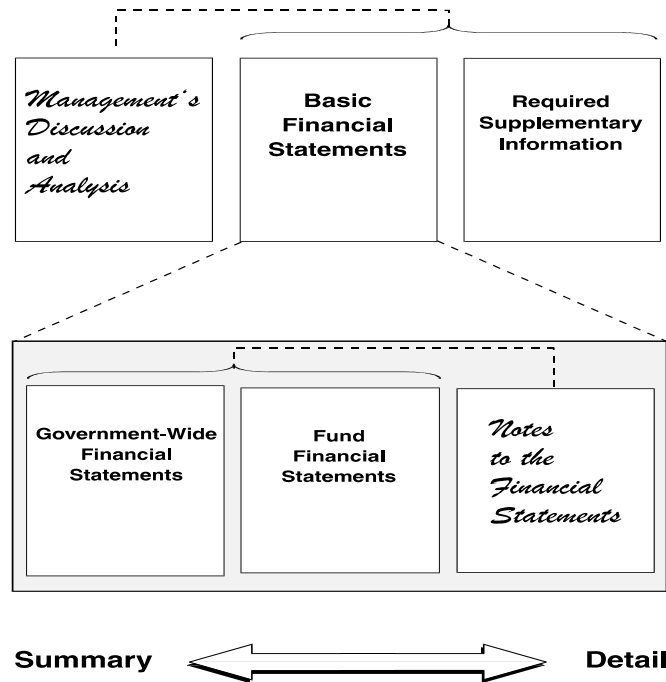 Management's
Discussion
and
Analysis
Basic
Financial
Statements
Required
Supplementary
Information
Government-Wide
Financial
Statements
Fund
Financial
Statements
Notes
to the
Financial
Statements
Summary
Detail